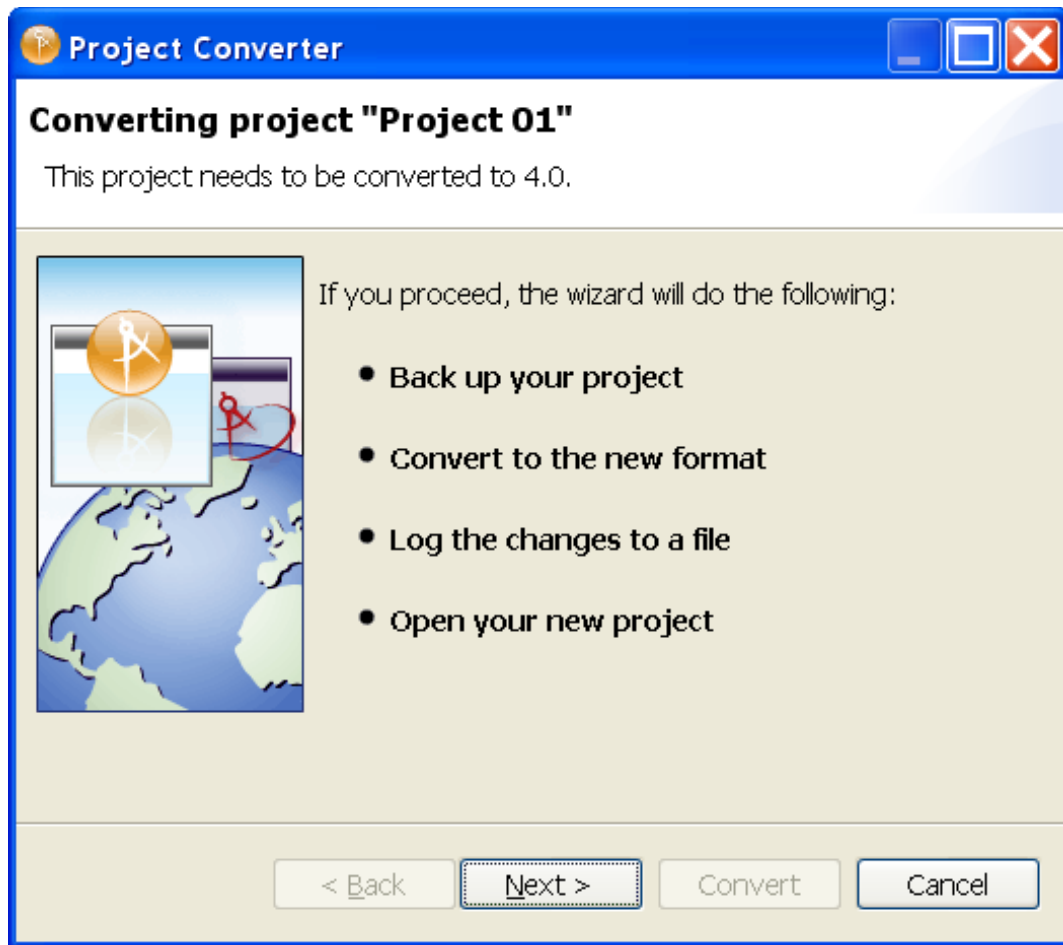 Project Converter
Converting project "Project 01"
This project needs to be converted to 4.0.
If you proceed, the wizard will do the following:
• Back up your project
• Convert to the new format
• Log the changes to a file
• Open your new project
< Back Next > Convert Cancel